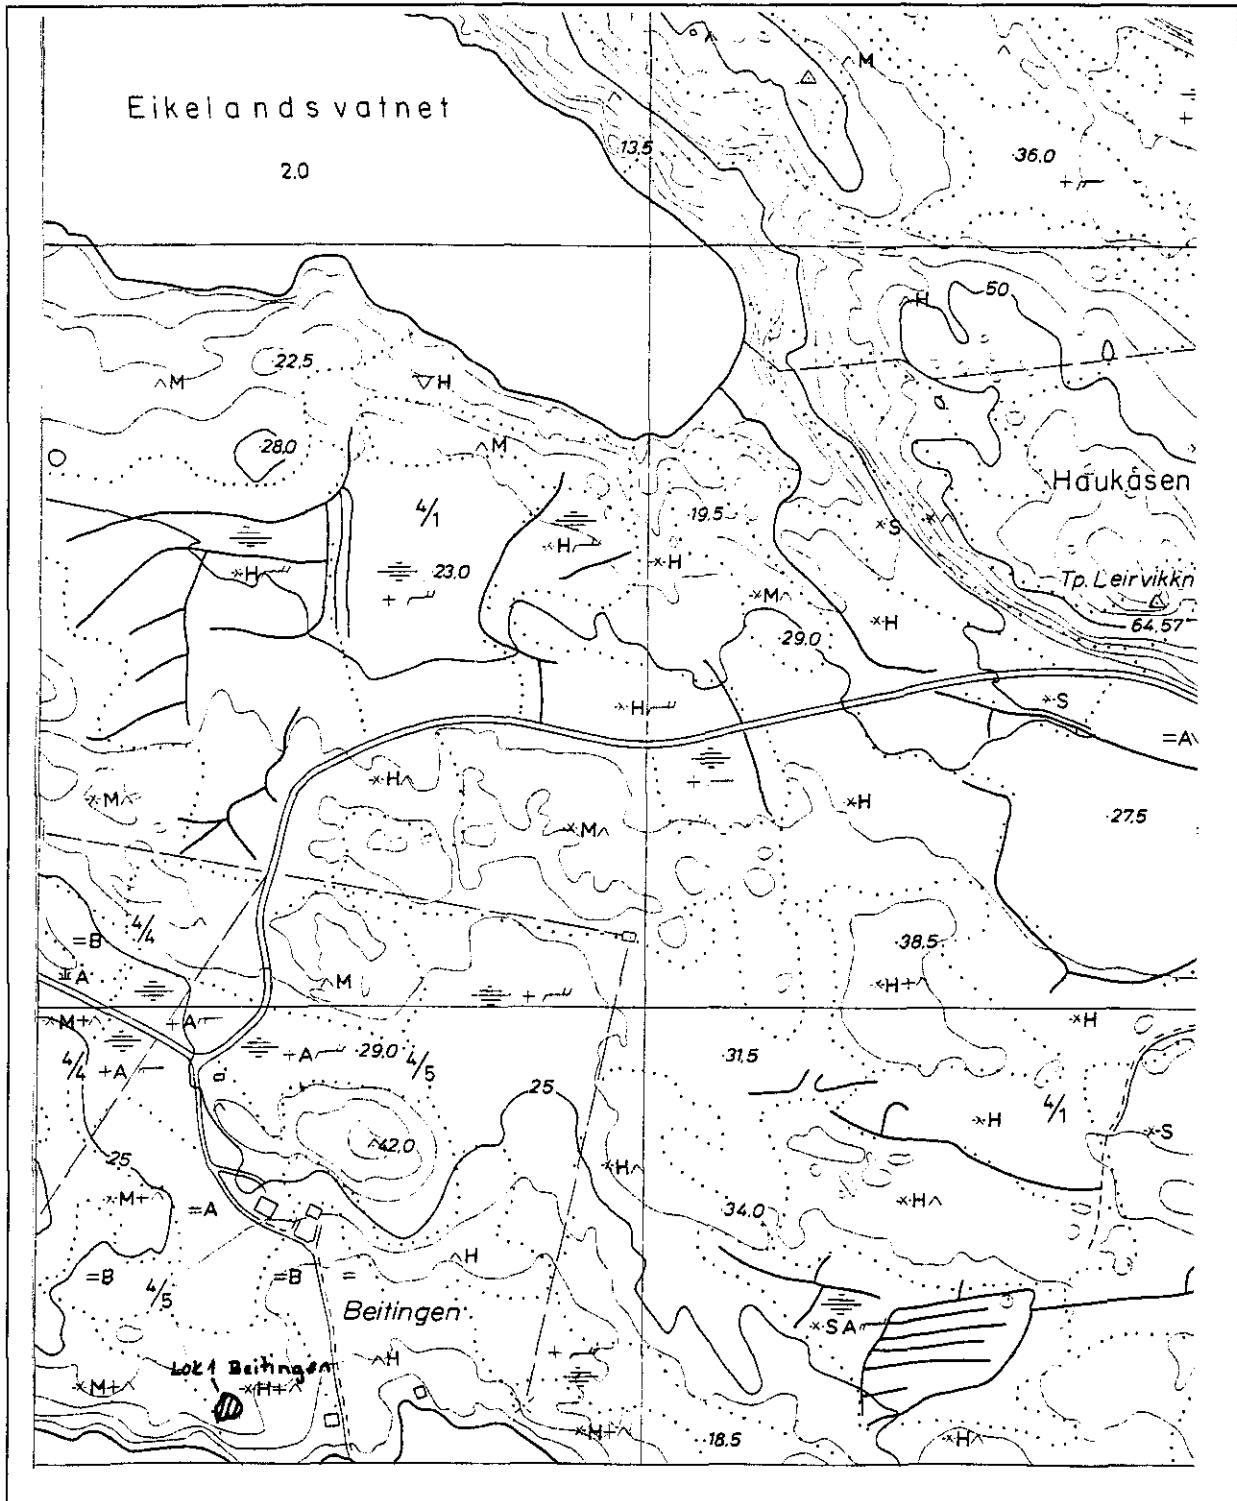 M
Eikelandsvatnet
13.5
36.0
2.0
H
50
22.5
M
H
M
28.0
Haukåsen
4/1
19.5
S
H
H
23.0
H
Tp. Leirvikkn
M
H
64.57
29.0
H
S
=A
H
M
M
H
27.5
4/4
=B
38.5
A
M
H
M
A
H
4/4
A
A
29.0
4/5
31.5
25
4/1
H
S
42.0
25
H
M
H
=A
34.0
H
=B
4/5
=B
=
Beitingen
SA
Lok 1 Beitingen
H
M
H
H
18.5
H